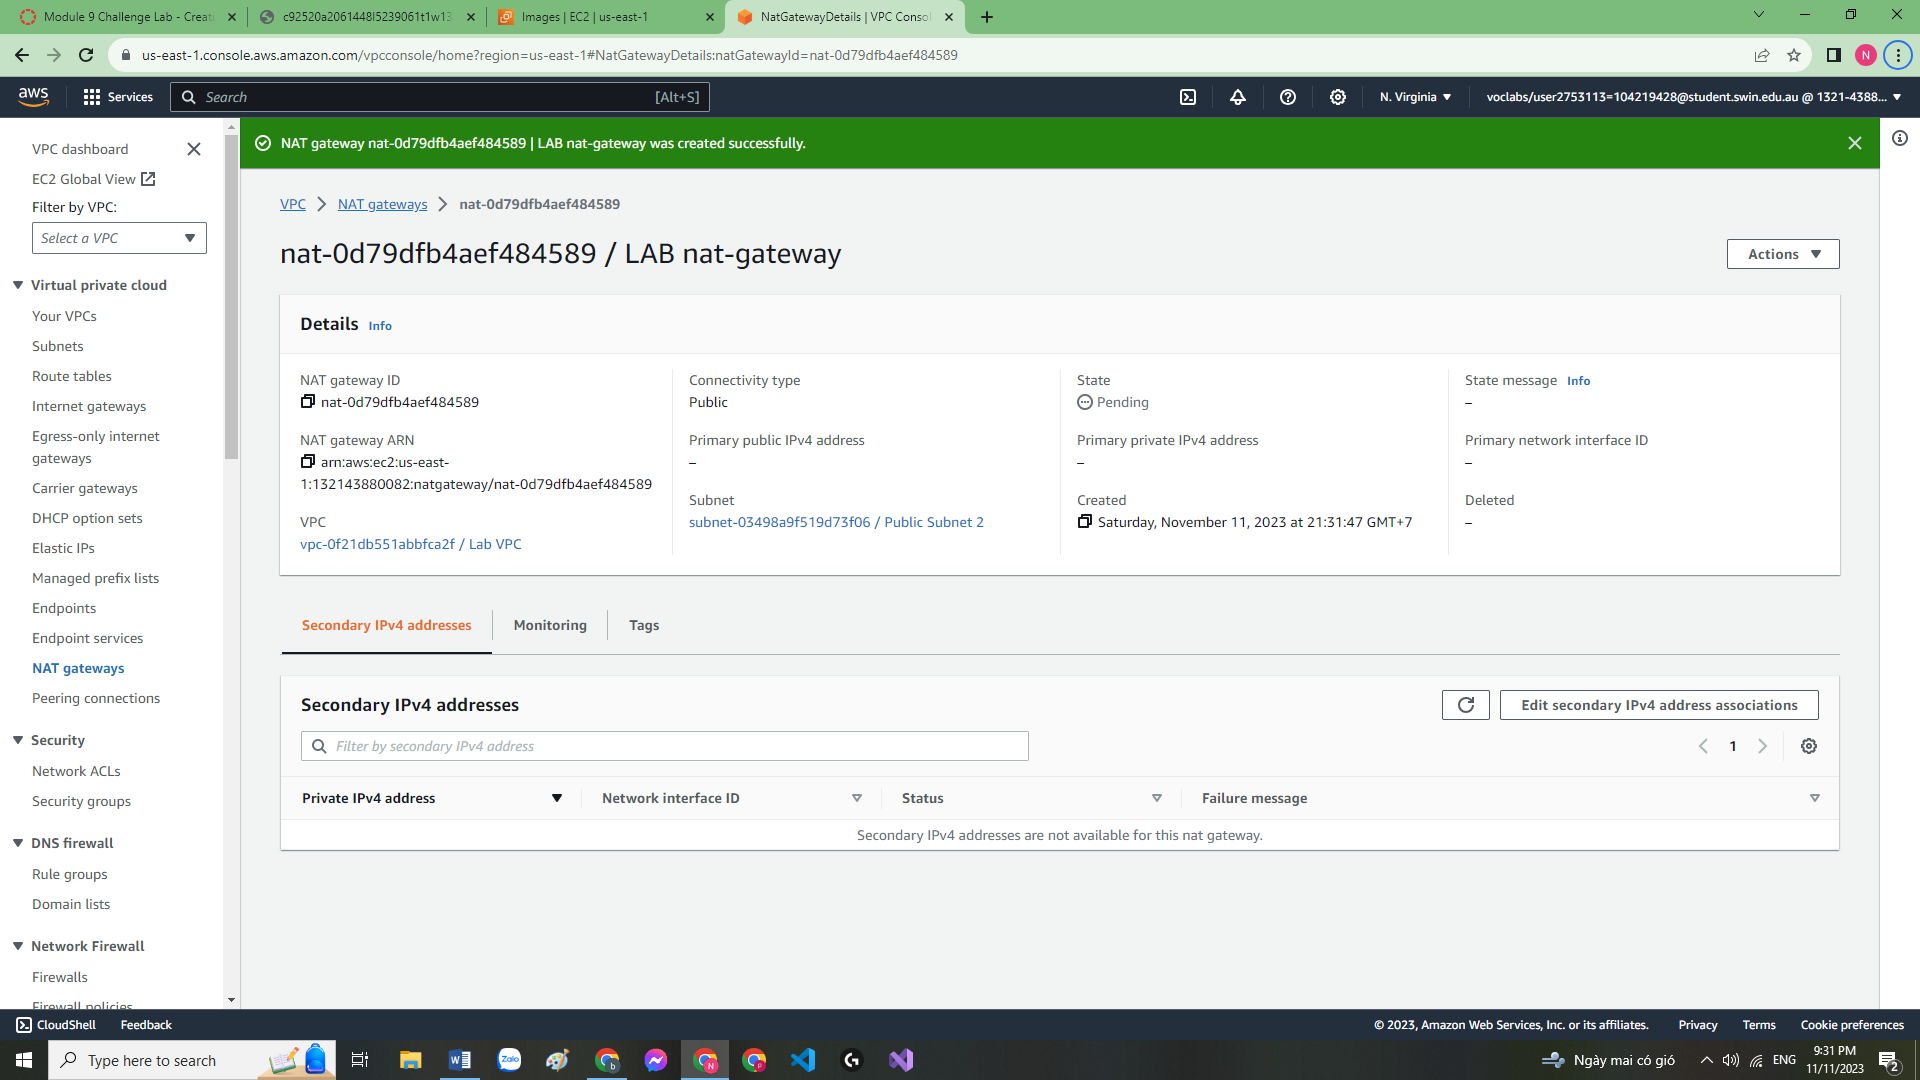 Module 9 Challenge Lab - Creati
c92520a2061448l5239061t1w13
Images | EC2 | us-east-1
NatGatewayDetails | VPC Consol
us-east-1.console.aws.amazon.com/vpcconsole/home?region=us-east-1#NatGatewayDetails:natGatewayId=nat-0d79dfb4aef484589
N
aws
Services
Search
[Alt+S]
N. Virginia
voclabs/user2753113=104219428@student.swin.edu.au @ 1321-4388...
VPC dashboard
EC2 Global View
Filter by VPC:
Select a VPC
Virtual private cloud
Your VPCs
Subnets
Route tables
Internet gateways
Egress-only internet
gateways
Carrier gateways
DHCP option sets
Elastic IPs
Managed prefix lists
Endpoints
Endpoint services
NAT gateways
Peering connections
Security
Network ACLs
Security groups
DNS firewall
Rule groups
Domain lists
Network Firewall
Firewalls
Firewall policies
NAT gateway nat-0d79dfb4aef484589 | LAB nat-gateway was created successfully.
VPC
NAT gateways
nat-0d79dfb4aef484589
nat-0d79dfb4aef484589 / LAB nat-gateway
Actions
Details Info
NAT gateway ID
nat-0d79dfb4aef484589
Connectivity type
Public
State
Pending
State message Info
–
NAT gateway ARN
arn:aws:ec2:us-east-
1:132143880082:natgateway/nat-0d79dfb4aef484589
Primary public IPv4 address
–
Primary private IPv4 address
–
Primary network interface ID
–
VPC
vpc-0f21db551abbfca2f / Lab VPC
Subnet
subnet-03498a9f519d73f06 / Public Subnet 2
Created
Saturday, November 11, 2023 at 21:31:47 GMT+7
Deleted
–
Secondary IPv4 addresses
Monitoring
Tags
Secondary IPv4 addresses
Edit secondary IPv4 address associations
Filter by secondary IPv4 address
1
Private IPv4 address
Network interface ID
Status
Failure message
Secondary IPv4 addresses are not available for this nat gateway.
CloudShell
Feedback
© 2023, Amazon Web Services, Inc. or its affiliates.
Privacy
Terms
Cookie preferences
Type here to search
Zalo
Ngày mai có gió
ENG
9:31 PM
11/11/2023
2